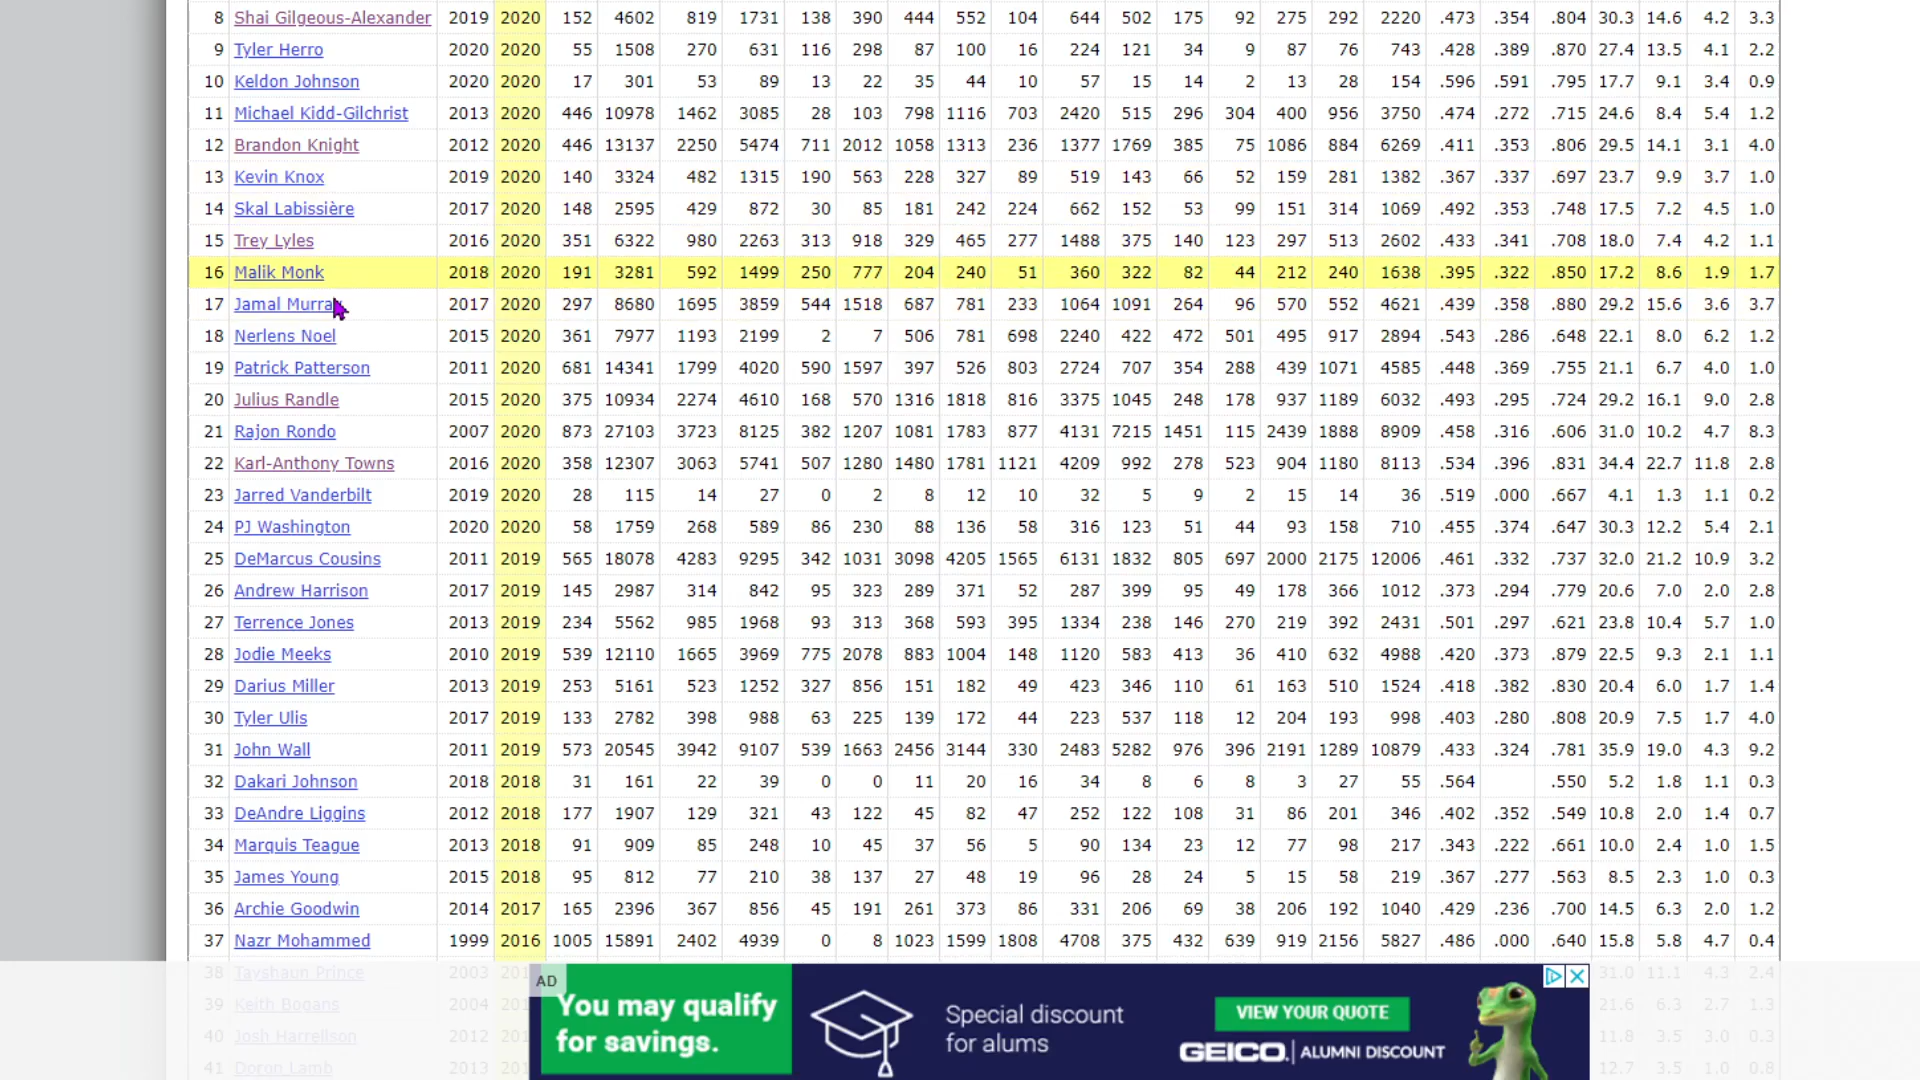 8 Shai Gilgeous-Alexander 2019 2020 152 4602 819 1731 138 390 444 552 104 644 502 175 92 275 292 2220 .473 .354 .804 30.3 14.6 4.2 3.3
9 Tyler Herro 2020 2020 55 1508 270 631 116 298 87 100 16 224 121 34 9 87 76 743 .428 .389 .870 27.4 13.5 4.1 2.2
10 Keldon Johnson 2020 2020 17 301 53 89 13 22 35 44 10 57 15 14 2 13 28 154 .596 .591 .795 17.7 9.1 3.4 0.9
11 Michael Kidd-Gilchrist 2013 2020 446 10978 1462 3085 28 103 798 1116 703 2420 515 296 304 400 956 3750 .474 .272 .715 24.6 8.4 5.4 1.2
12 Brandon Knight 2012 2020 446 13137 2250 5474 711 2012 1058 1313 236 1377 1769 385 75 1086 884 6269 .411 .353 .806 29.5 14.1 3.1 4.0
13 Kevin Knox 2019 2020 140 3324 482 1315 190 563 228 327 89 519 143 66 52 159 281 1382 .367 .337 .697 23.7 9.9 3.7 1.0
14 Skal Labissière 2017 2020 148 2595 429 872 30 85 181 242 224 662 152 53 99 151 314 1069 .492 .353 .748 17.5 7.2 4.5 1.0
15 Trey Lyles 2016 2020 351 6322 980 2263 313 918 329 465 277 1488 375 140 123 297 513 2602 .433 .341 .708 18.0 7.4 4.2 1.1
16 Malik Monk 2018 2020 191 3281 592 1499 250 777 204 240 51 360 322 82 44 212 240 1638 .395 .322 .850 17.2 8.6 1.9 1.7
17 Jamal Murray 2017 2020 297 8680 1695 3859 544 1518 687 781 233 1064 1091 264 96 570 552 4621 .439 .358 .880 29.2 15.6 3.6 3.7
18 Nerlens Noel 2015 2020 361 7977 1193 2199 2 7 506 781 698 2240 422 472 501 495 917 2894 .543 .286 .648 22.1 8.0 6.2 1.2
19 Patrick Patterson 2011 2020 681 14341 1799 4020 590 1597 397 526 803 2724 707 354 288 439 1071 4585 .448 .369 .755 21.1 6.7 4.0 1.0
20 Julius Randle 2015 2020 375 10934 2274 4610 168 570 1316 1818 816 3375 1045 248 178 937 1189 6032 .493 .295 .724 29.2 16.1 9.0 2.8
21 Rajon Rondo 2007 2020 873 27103 3723 8125 382 1207 1081 1783 877 4131 7215 1451 115 2439 1888 8909 .458 .316 .606 31.0 10.2 4.7 8.3
22 Karl-Anthony Towns 2016 2020 358 12307 3063 5741 507 1280 1480 1781 1121 4209 992 278 523 904 1180 8113 .534 .396 .831 34.4 22.7 11.8 2.8
23 Jarred Vanderbilt 2019 2020 28 115 14 27 0 2 8 12 10 32 5 9 2 15 14 36 .519 .000 .667 4.1 1.3 1.1 0.2
24 PJ Washington 2020 2020 58 1759 268 589 86 230 88 136 58 316 123 51 44 93 158 710 .455 .374 .647 30.3 12.2 5.4 2.1
25 DeMarcus Cousins 2011 2019 565 18078 4283 9295 342 1031 3098 4205 1565 6131 1832 805 697 2000 2175 12006 .461 .332 .737 32.0 21.2 10.9 3.2
26 Andrew Harrison 2017 2019 145 2987 314 842 95 323 289 371 52 287 399 95 49 178 366 1012 .373 .294 .779 20.6 7.0 2.0 2.8
27 Terrence Jones 2013 2019 234 5562 985 1968 93 313 368 593 395 1334 238 146 270 219 392 2431 .501 .297 .621 23.8 10.4 5.7 1.0
28 Jodie Meeks 2010 2019 539 12110 1665 3969 775 2078 883 1004 148 1120 583 413 36 410 632 4988 .420 .373 .879 22.5 9.3 2.1 1.1
29 Darius Miller 2013 2019 253 5161 523 1252 327 856 151 182 49 423 346 110 61 163 510 1524 .418 .382 .830 20.4 6.0 1.7 1.4
30 Tyler Ulis 2017 2019 133 2782 398 988 63 225 139 172 44 223 537 118 12 204 193 998 .403 .280 .808 20.9 7.5 1.7 4.0
31 John Wall 2011 2019 573 20545 3942 9107 539 1663 2456 3144 330 2483 5282 976 396 2191 1289 10879 .433 .324 .781 35.9 19.0 4.3 9.2
32 Dakari Johnson 2018 2018 31 161 22 39 0 0 11 20 16 34 8 6 8 3 27 55 .564 .550 5.2 1.8 1.1 0.3
33 DeAndre Liggins 2012 2018 177 1907 129 321 43 122 45 82 47 252 122 108 31 86 201 346 .402 .352 .549 10.8 2.0 1.4 0.7
34 Marquis Teague 2013 2018 91 909 85 248 10 45 37 56 5 90 134 23 12 77 98 217 .343 .222 .661 10.0 2.4 1.0 1.5
35 James Young 2015 2018 95 812 77 210 38 137 27 48 19 96 28 24 5 15 58 219 .367 .277 .563 8.5 2.3 1.0 0.3
36 Archie Goodwin 2014 2017 165 2396 367 856 45 191 261 373 86 331 206 69 38 206 192 1040 .429 .236 .700 14.5 6.3 2.0 1.2
37 Nazr Mohammed 1999 2016 1005 15891 2402 4939 0 8 1023 1599 1808 4708 375 432 639 919 2156 5827 .486 .000 .640 15.8 5.8 4.7 0.4
38 Tayshaun Prince 2003 31.0 11.1 4.3 2.4
39 Keith Bogans 2004 21.6 6.3 2.7 1.3
40 Josh Harrellson 2012 11.8 3.5 3.0 0.3
41 Doron Lamb 2013 12.7 3.5 1.0 0.8
AD
You may qualify
for savings.
Special discount
for alums
VIEW YOUR QUOTE
GEICO. | ALUMNI DISCOUNT